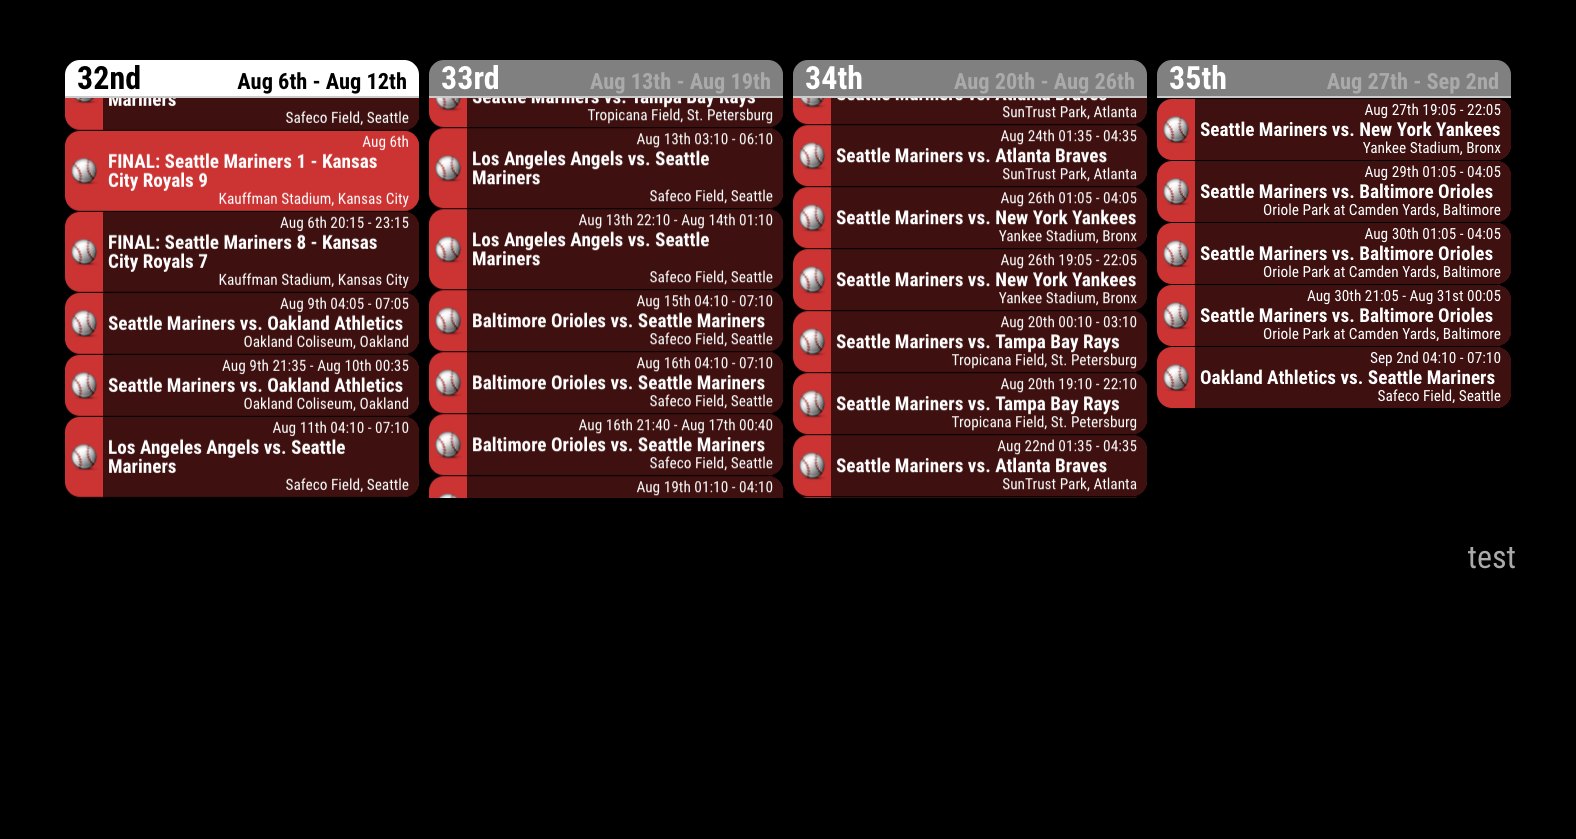 32nd Aug 6th - Aug 12th
Mariners
Safeco Field, Seattle
Aug 6th
FINAL: Seattle Mariners 1 - Kansas
City Royals 9
Kauffman Stadium, Kansas City
Aug 6th 20:15 - 23:15
FINAL: Seattle Mariners 8 - Kansas
City Royals 7
Kauffman Stadium, Kansas City
Aug 9th 04:05 - 07:05
Seattle Mariners vs. Oakland Athletics
Oakland Coliseum, Oakland
Aug 9th 21:35 - Aug 10th 00:35
Seattle Mariners vs. Oakland Athletics
Oakland Coliseum, Oakland
Aug 11th 04:10 - 07:10
Los Angeles Angels vs. Seattle
Mariners
Safeco Field, Seattle
33rd Aug 13th - Aug 19th
Seattle Mariners vs. Tampa Bay Rays
Tropicana Field, St. Petersburg
Aug 13th 03:10 - 06:10
Los Angeles Angels vs. Seattle
Mariners
Safeco Field, Seattle
Aug 13th 22:10 - Aug 14th 01:10
Los Angeles Angels vs. Seattle
Mariners
Safeco Field, Seattle
Aug 15th 04:10 - 07:10
Baltimore Orioles vs. Seattle Mariners
Safeco Field, Seattle
Aug 16th 04:10 - 07:10
Baltimore Orioles vs. Seattle Mariners
Safeco Field, Seattle
Aug 16th 21:40 - Aug 17th 00:40
Baltimore Orioles vs. Seattle Mariners
Safeco Field, Seattle
Aug 19th 01:10 - 04:10
34th Aug 20th - Aug 26th
Seattle Mariners vs. Atlanta Braves
SunTrust Park, Atlanta
Aug 24th 01:35 - 04:35
Seattle Mariners vs. Atlanta Braves
SunTrust Park, Atlanta
Aug 26th 01:05 - 04:05
Seattle Mariners vs. New York Yankees
Yankee Stadium, Bronx
Aug 26th 19:05 - 22:05
Seattle Mariners vs. New York Yankees
Yankee Stadium, Bronx
Aug 20th 00:10 - 03:10
Seattle Mariners vs. Tampa Bay Rays
Tropicana Field, St. Petersburg
Aug 20th 19:10 - 22:10
Seattle Mariners vs. Tampa Bay Rays
Tropicana Field, St. Petersburg
Aug 22nd 01:35 - 04:35
Seattle Mariners vs. Atlanta Braves
SunTrust Park, Atlanta
35th Aug 27th - Sep 2nd
Aug 27th 19:05 - 22:05
Seattle Mariners vs. New York Yankees
Yankee Stadium, Bronx
Aug 29th 01:05 - 04:05
Seattle Mariners vs. Baltimore Orioles
Oriole Park at Camden Yards, Baltimore
Aug 30th 01:05 - 04:05
Seattle Mariners vs. Baltimore Orioles
Oriole Park at Camden Yards, Baltimore
Aug 30th 21:05 - Aug 31st 00:05
Seattle Mariners vs. Baltimore Orioles
Oriole Park at Camden Yards, Baltimore
Sep 2nd 04:10 - 07:10
Oakland Athletics vs. Seattle Mariners
Safeco Field, Seattle
test